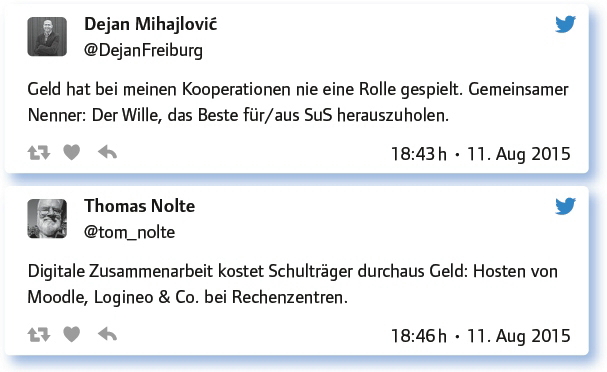 Dejan Mihajlović
@DejanFreiburg
Geld hat bei meinen Kooperationen nie eine Rolle gespielt. Gemeinsamer
Nenner: Der Wille, das Beste für/aus SuS herauszuholen.
18:43 h • 11. Aug 2015
Thomas Nolte
@tom_nolte
Digitale Zusammenarbeit kostet Schulträger durchaus Geld: Hosten von
Moodle, Logineo & Co. bei Rechenzentren.
18:46 h • 11. Aug 2015